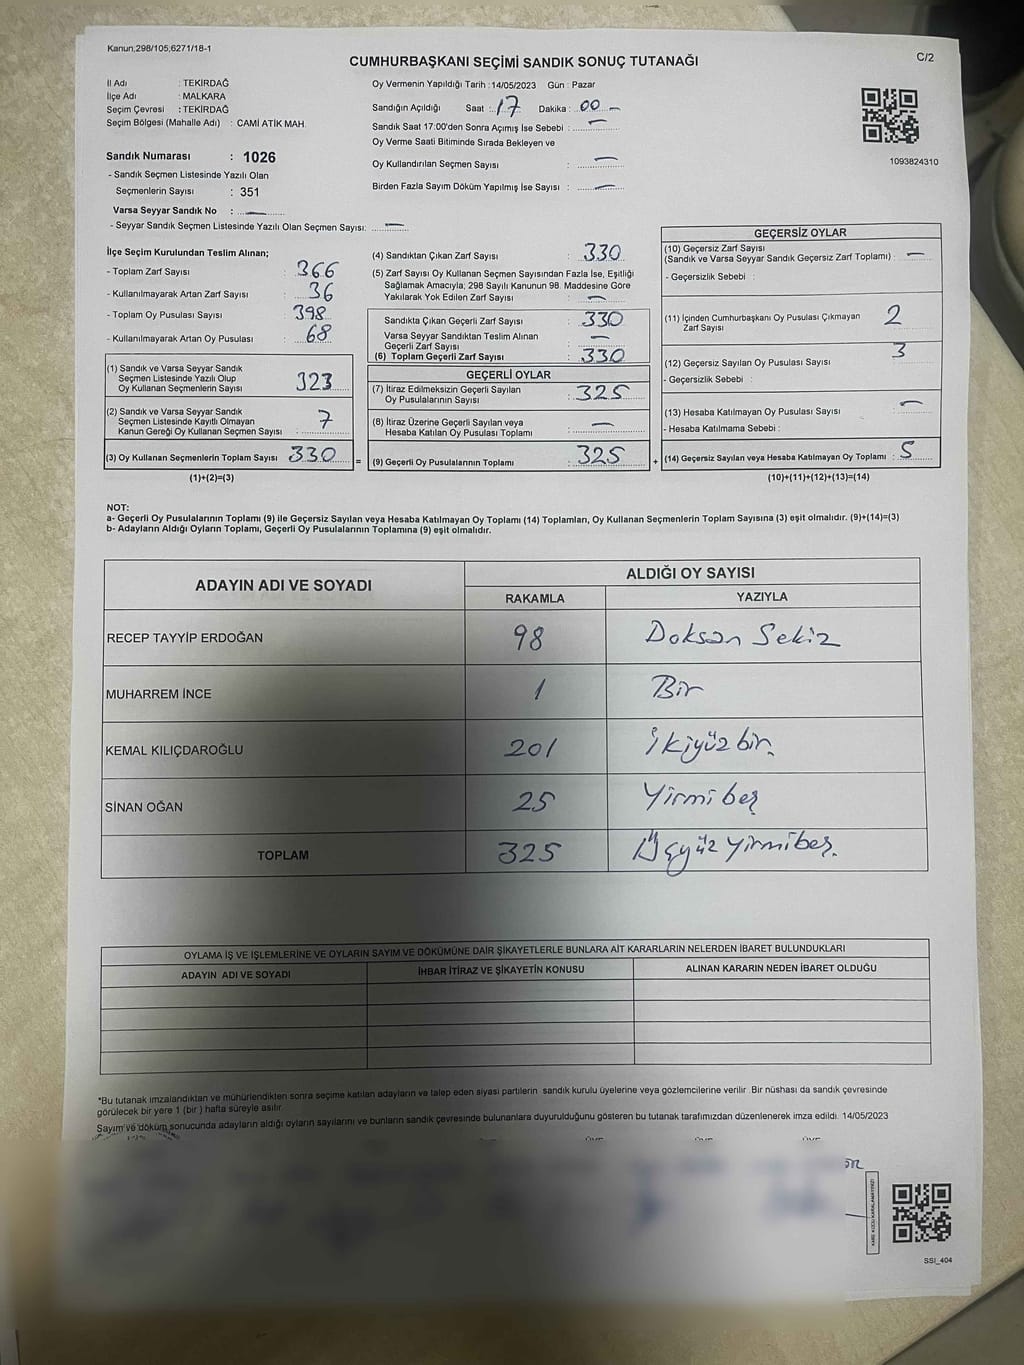 Kanun;298/105;6271/18-1
CUMHURBAŞKANI SEÇİMİ SANDIK SONUÇ TUTANAĞI
C/2
İl Adı : TEKİRDAĞ
İlçe Adı : MALKARA
Seçim Çevresi : TEKİRDAĞ
Seçim Bölgesi (Mahalle Adı) : CAMİ ATİK MAH.
Sandık Numarası : 1026
- Sandık Seçmen Listesinde Yazılı Olan
Seçmenlerin Sayısı : 351
Varsa Seyyar Sandık No : —
- Seyyar Sandık Seçmen Listesinde Yazılı Olan Seçmen Sayısı: —
Oy Vermenin Yapıldığı Tarih : 14/05/2023 Gün : Pazar
Sandığın Açıldığı Saat : 17 Dakika : 00 —
Sandık Saat 17:00'den Sonra Açımış İse Sebebi : —
Oy Verme Saati Bitiminde Sırada Bekleyen ve
Oy Kullandırılan Seçmen Sayısı : —
Birden Fazla Sayım Döküm Yapılmış İse Sayısı : —
1093824310
İlçe Seçim Kurulundan Teslim Alınan;
- Toplam Zarf Sayısı : 366
- Kullanılmayarak Artan Zarf Sayısı : 36
- Toplam Oy Pusulası Sayısı : 398
- Kullanılmayarak Artan Oy Pusulası : 68
(1) Sandık ve Varsa Seyyar Sandık
Seçmen Listesinde Yazılı Olup
Oy Kullanan Seçmenlerin Sayısı : 323
(2) Sandık ve Varsa Seyyar Sandık
Seçmen Listesinde Kayıtlı Olmayan
Kanun Gereği Oy Kullanan Seçmen Sayısı : 7
(3) Oy Kullanan Seçmenlerin Toplam Sayısı 330
(1)+(2)=(3)
(4) Sandıktan Çıkan Zarf Sayısı : 330
(5) Zarf Sayısı Oy Kullanan Seçmen Sayısından Fazla İse, Eşitliği
Sağlamak Amacıyla; 298 Sayılı Kanunun 98. Maddesine Göre
Yakılarak Yok Edilen Zarf Sayısı : —
Sandıkta Çıkan Geçerli Zarf Sayısı : 330
Varsa Seyyar Sandıktan Teslim Alınan
Geçerli Zarf Sayısı : —
(6) Toplam Geçerli Zarf Sayısı : 330
GEÇERLİ OYLAR
(7) İtiraz Edilmeksizin Geçerli Sayılan
Oy Pusulalarının Sayısı : 325
(8) İtiraz Üzerine Geçerli Sayılan veya
Hesaba Katılan Oy Pusulası Toplamı : —
= (9) Geçerli Oy Pusulalarının Toplamı : 325 +
GEÇERSİZ OYLAR
(10) Geçersiz Zarf Sayısı
(Sandık ve Varsa Seyyar Sandık Geçersiz Zarf Toplamı) : —
- Geçersizlik Sebebi :
(11) İçinden Cumhurbaşkanı Oy Pusulası Çıkmayan
Zarf Sayısı 2
(12) Geçersiz Sayılan Oy Pusulası Sayısı : 3
- Geçersizlik Sebebi :
(13) Hesaba Katılmayan Oy Pusulası Sayısı : —
- Hesaba Katılmama Sebebi :
(14) Geçersiz Sayılan veya Hesaba Katılmayan Oy Toplamı : 5
(10)+(11)+(12)+(13)=(14)
NOT:
a- Geçerli Oy Pusulalarının Toplamı (9) ile Geçersiz Sayılan veya Hesaba Katılmayan Oy Toplamı (14) Toplamları, Oy Kullanan Seçmenlerin Toplam Sayısına (3) eşit olmalıdır. (9)+(14)=(3)
b- Adayların Aldığı Oyların Toplamı, Geçerli Oy Pusulalarının Toplamına (9) eşit olmalıdır.
ADAYIN ADI VE SOYADI
ALDIĞI OY SAYISI
RAKAMLA YAZIYLA
RECEP TAYYİP ERDOĞAN 98 Doksan Sekiz
MUHARREM İNCE 1 Bir
KEMAL KILIÇDAROĞLU 201 İkiyüz bir.
SİNAN OĞAN 25 Yirmi beş
TOPLAM 325 Üçyüz yirmi beş.
OYLAMA İŞ VE İŞLEMLERİNE VE OYLARIN SAYIM VE DÖKÜMÜNE DAİR ŞİKAYETLERLE BUNLARA AİT KARARLARIN NELERDEN İBARET BULUNDUKLARI
ADAYIN ADI VE SOYADI İHBAR İTİRAZ VE ŞİKAYETİN KONUSU ALINAN KARARIN NEDEN İBARET OLDUĞU
*Bu tutanak imzalandıktan ve mühürlendikten sonra seçime katılan adayların ve talep eden siyasi partilerin sandık kurulu üyelerine veya gözlemcilerine verilir. Bir nüshası da sandık çevresinde
görülecek bir yere 1 (bir ) hafta süreyle asılır.
Sayım ve döküm sonucunda adayların aldığı oyların sayılarını ve bunların sandık çevresinde bulunanlara duyurulduğunu gösteren bu tutanak tarafımızdan düzenlenerek imza edildi. 14/05/2023
SSI_404